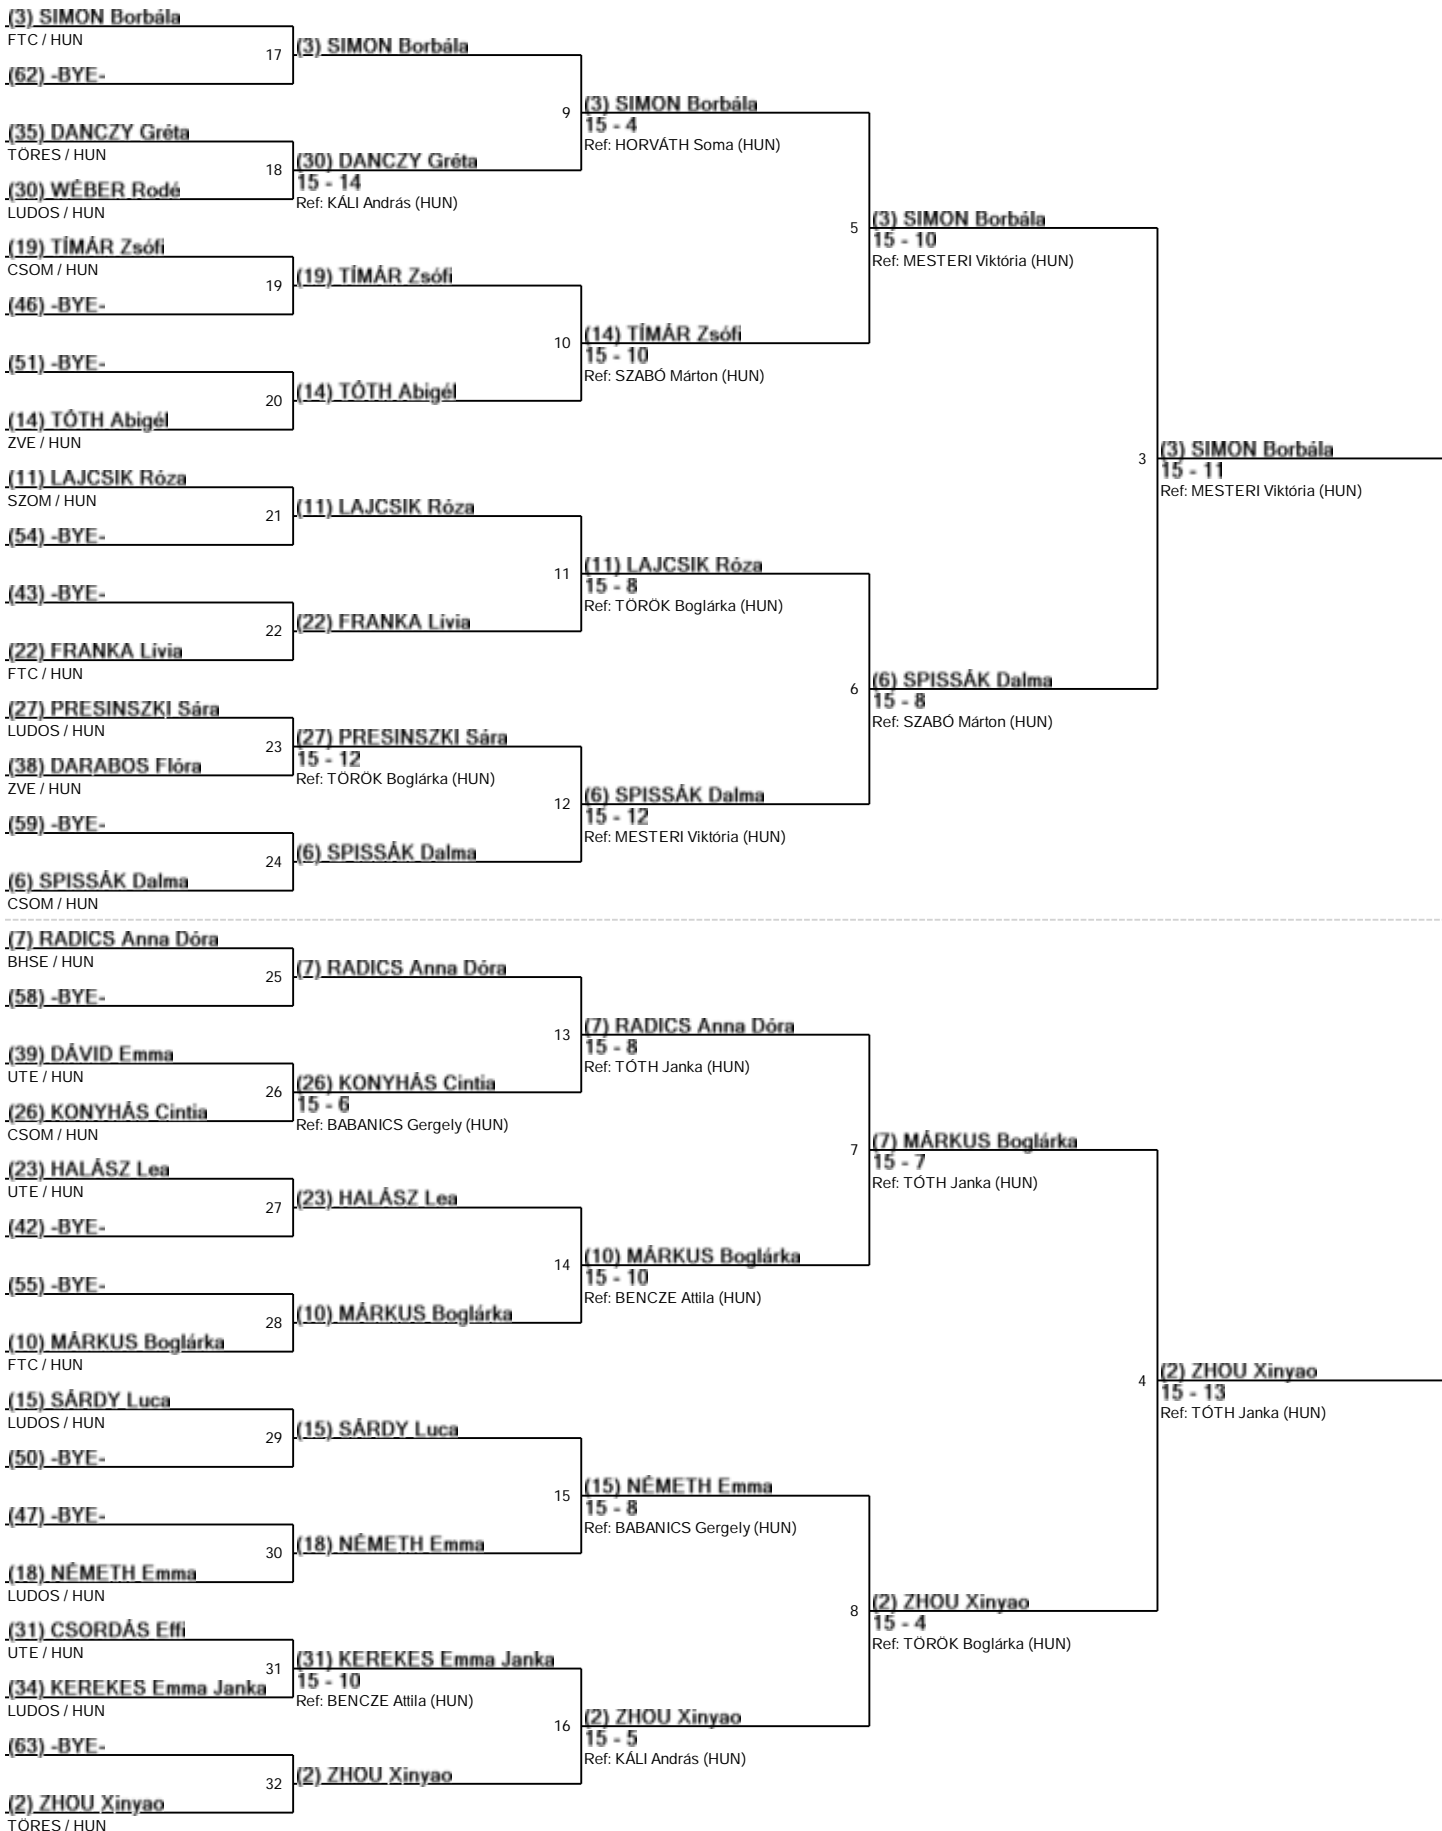 (3) SIMON Borbála
FTC / HUN
17
(3) SIMON Borbála
(62) -BYE-
9
(3) SIMON Borbála
15 - 4
Ref: HORVÁTH Soma (HUN)
(35) DANCZY Gréta
TÖRES / HUN
18
(30) DANCZY Gréta
15 - 14
Ref: KÁLI András (HUN)
(30) WÉBER Rodé
LUDOS / HUN
5
(3) SIMON Borbála
15 - 10
Ref: MESTERI Viktória (HUN)
(19) TÍMÁR Zsófi
CSOM / HUN
19
(19) TÍMÁR Zsófi
(46) -BYE-
10
(14) TÍMÁR Zsófi
15 - 10
Ref: SZABÓ Márton (HUN)
(51) -BYE-
20
(14) TÓTH Abigél
(14) TÓTH Abigél
ZVE / HUN
3
(3) SIMON Borbála
15 - 11
Ref: MESTERI Viktória (HUN)
(11) LAJCSIK Róza
SZOM / HUN
21
(11) LAJCSIK Róza
(54) -BYE-
11
(11) LAJCSIK Róza
15 - 8
Ref: TÖRÖK Boglárka (HUN)
(43) -BYE-
22
(22) FRANKA Lívia
(22) FRANKA Lívia
FTC / HUN
6
(6) SPISSÁK Dalma
15 - 8
Ref: SZABÓ Márton (HUN)
(27) PRESINSZKI Sára
LUDOS / HUN
23
(27) PRESINSZKI Sára
15 - 12
Ref: TÖRÖK Boglárka (HUN)
(38) DARABOS Flóra
ZVE / HUN
12
(6) SPISSÁK Dalma
15 - 12
Ref: MESTERI Viktória (HUN)
(59) -BYE-
24
(6) SPISSÁK Dalma
(6) SPISSÁK Dalma
CSOM / HUN
(7) RADICS Anna Dóra
BHSE / HUN
25
(7) RADICS Anna Dóra
(58) -BYE-
13
(7) RADICS Anna Dóra
15 - 8
Ref: TÓTH Janka (HUN)
(39) DÁVID Emma
UTE / HUN
26
(26) KONYHÁS Cintia
15 - 6
Ref: BABANICS Gergely (HUN)
(26) KONYHÁS Cintia
CSOM / HUN
7
(7) MÁRKUS Boglárka
15 - 7
Ref: TÓTH Janka (HUN)
(23) HALÁSZ Lea
UTE / HUN
27
(23) HALÁSZ Lea
(42) -BYE-
14
(10) MÁRKUS Boglárka
15 - 10
Ref: BENCZE Attila (HUN)
(55) -BYE-
28
(10) MÁRKUS Boglárka
(10) MÁRKUS Boglárka
FTC / HUN
4
(2) ZHOU Xinyao
15 - 13
Ref: TÓTH Janka (HUN)
(15) SÁRDY Luca
LUDOS / HUN
29
(15) SÁRDY Luca
(50) -BYE-
15
(15) NÉMETH Emma
15 - 8
Ref: BABANICS Gergely (HUN)
(47) -BYE-
30
(18) NÉMETH Emma
(18) NÉMETH Emma
LUDOS / HUN
8
(2) ZHOU Xinyao
15 - 4
Ref: TÖRÖK Boglárka (HUN)
(31) CSORDÁS Effi
UTE / HUN
31
(31) KEREKES Emma Janka
15 - 10
Ref: BENCZE Attila (HUN)
(34) KEREKES Emma Janka
LUDOS / HUN
16
(2) ZHOU Xinyao
15 - 5
Ref: KÁLI András (HUN)
(63) -BYE-
32
(2) ZHOU Xinyao
(2) ZHOU Xinyao
TÖRES / HUN